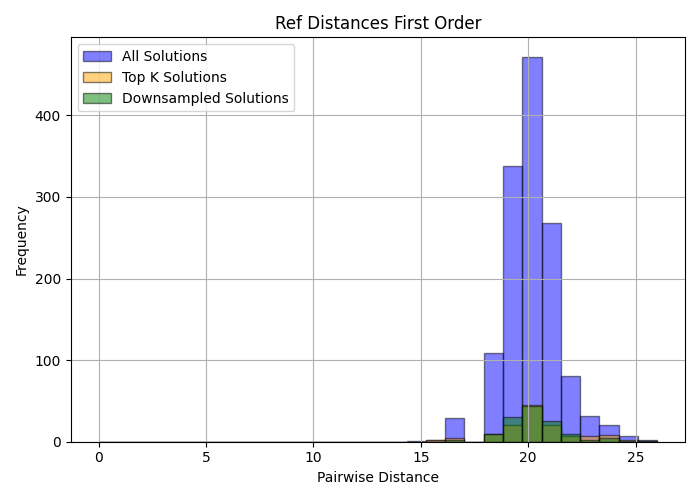 Ref Distances First Order
All Solutions
Top K Solutions
Downsampled Solutions
Frequency
400
300
200
100
0
0 5 10 15 20 25
Pairwise Distance